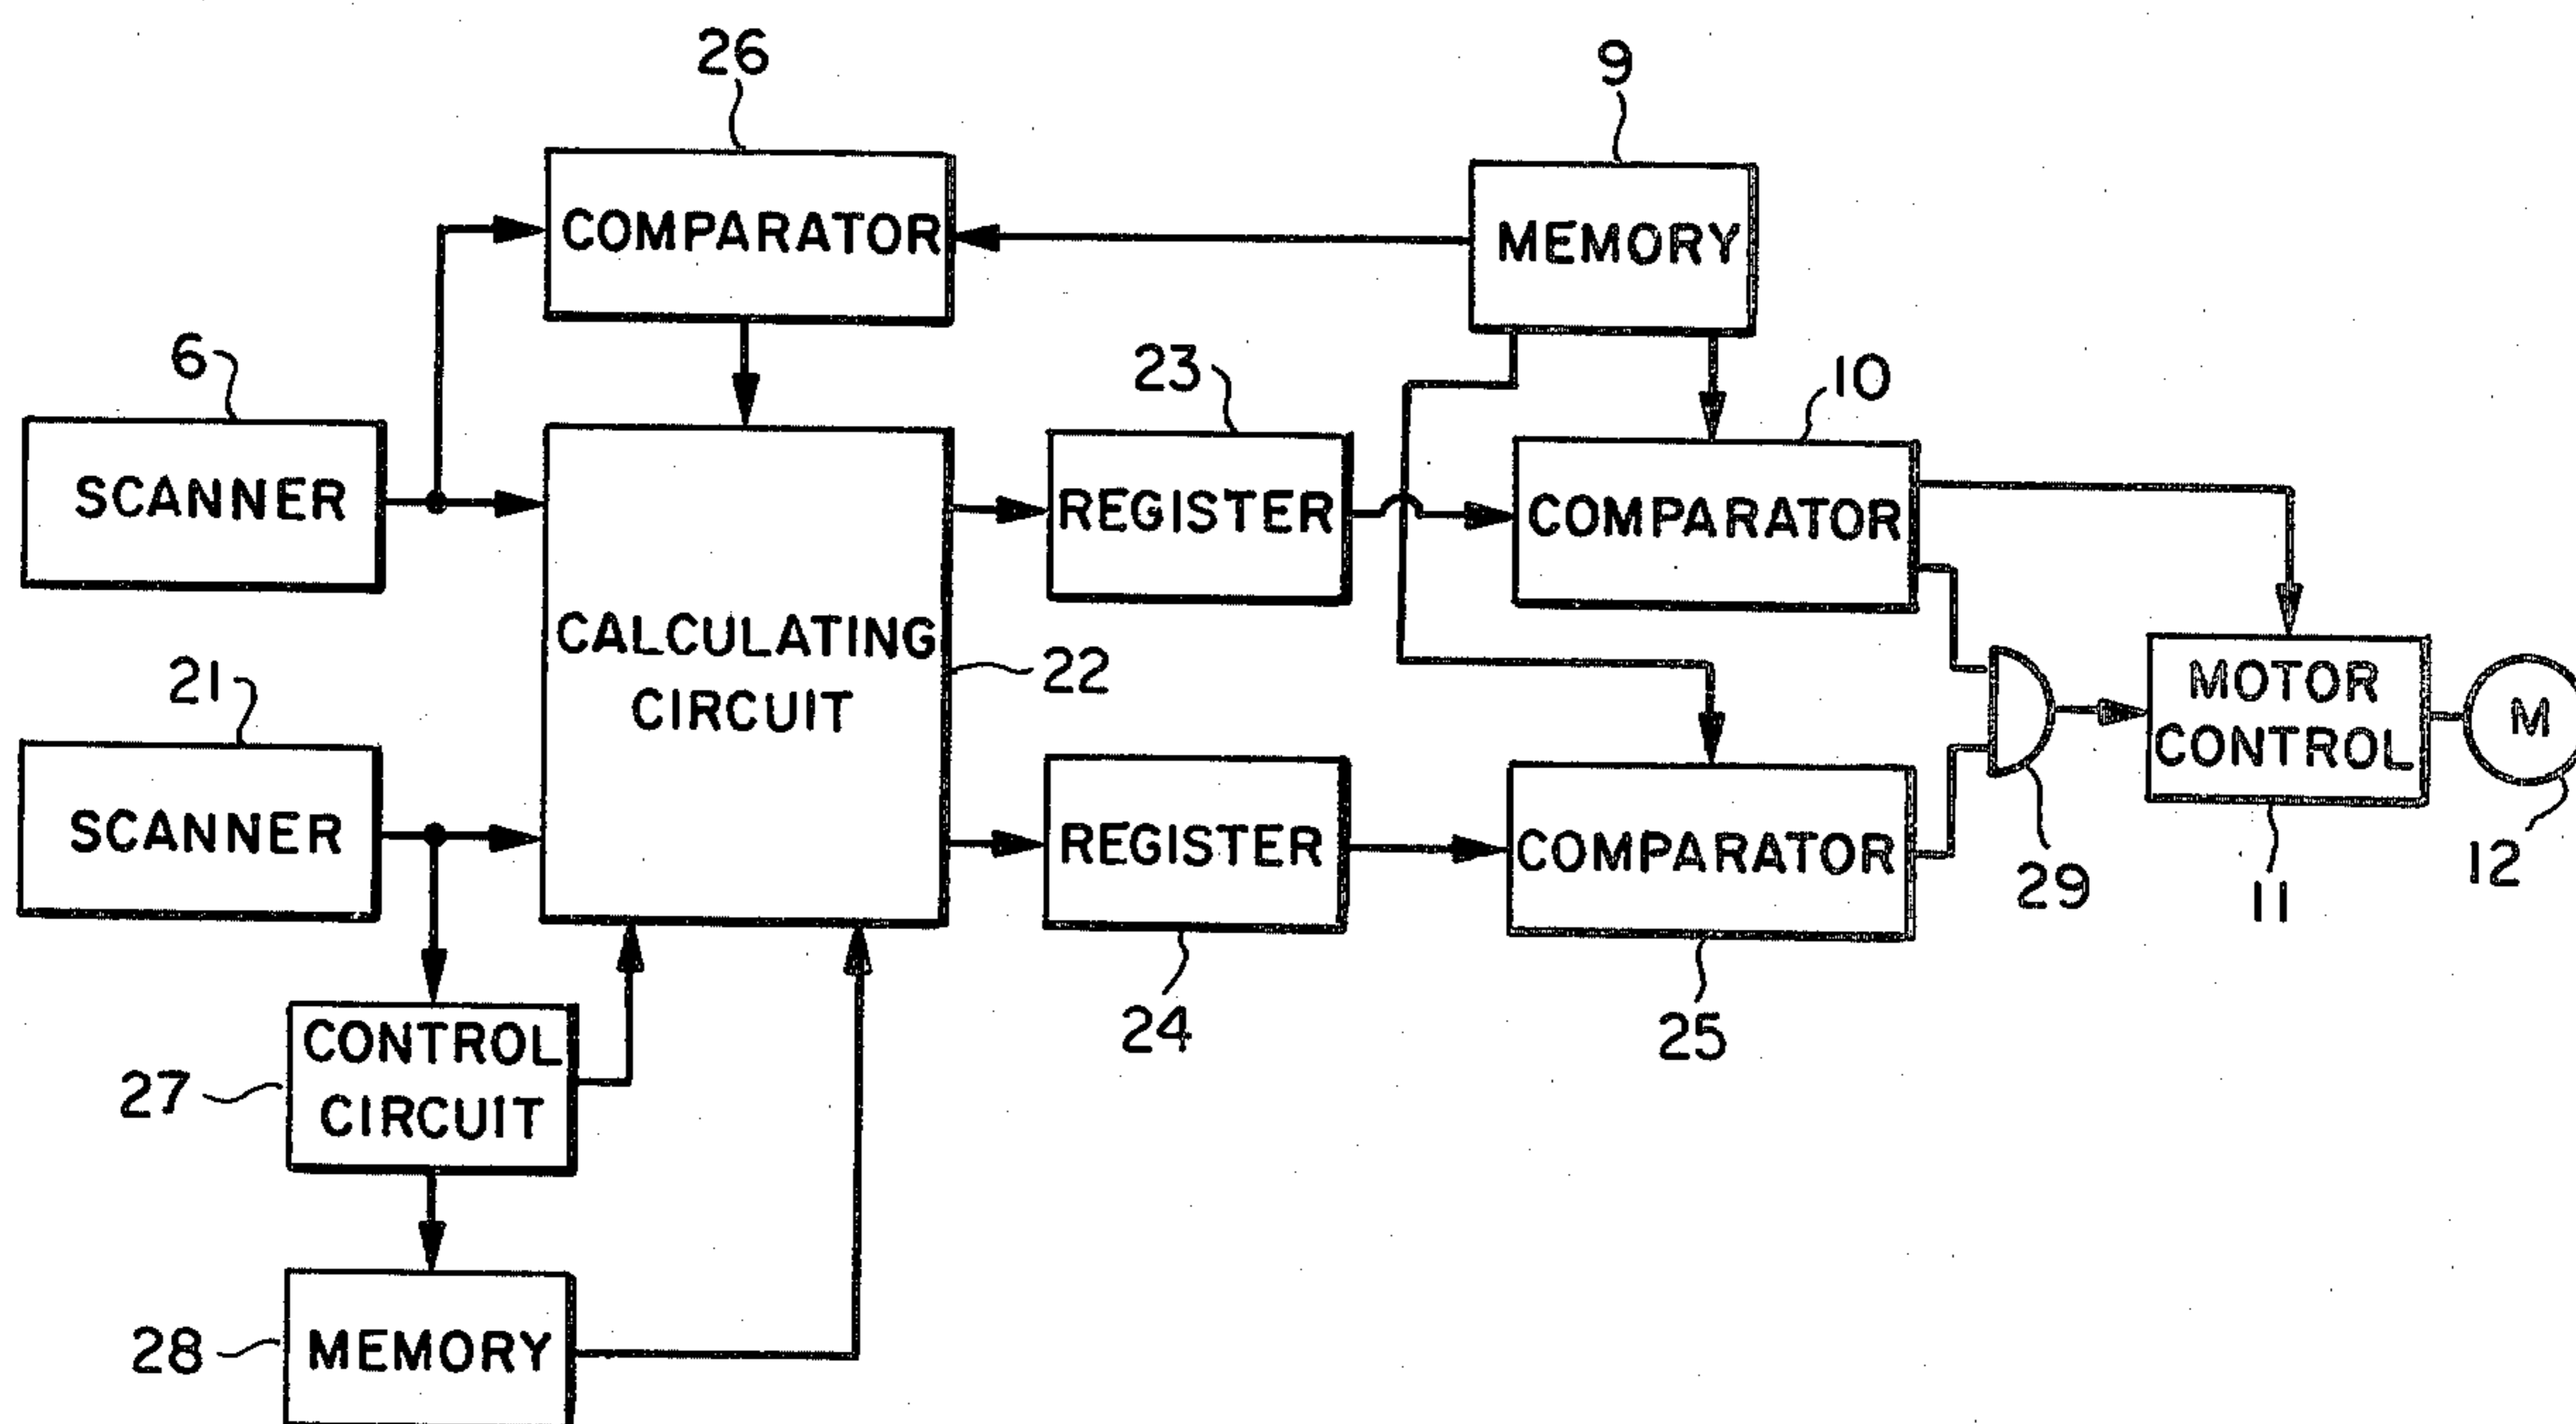 26
9
COMPARATOR
MEMORY
6
23
10
SCANNER
REGISTER
COMPARATOR
21
CALCULATING
CIRCUIT
22
MOTOR
CONTROL
M
SCANNER
REGISTER
COMPARATOR
29
11
12
24
25
27
CONTROL
CIRCUIT
28
MEMORY